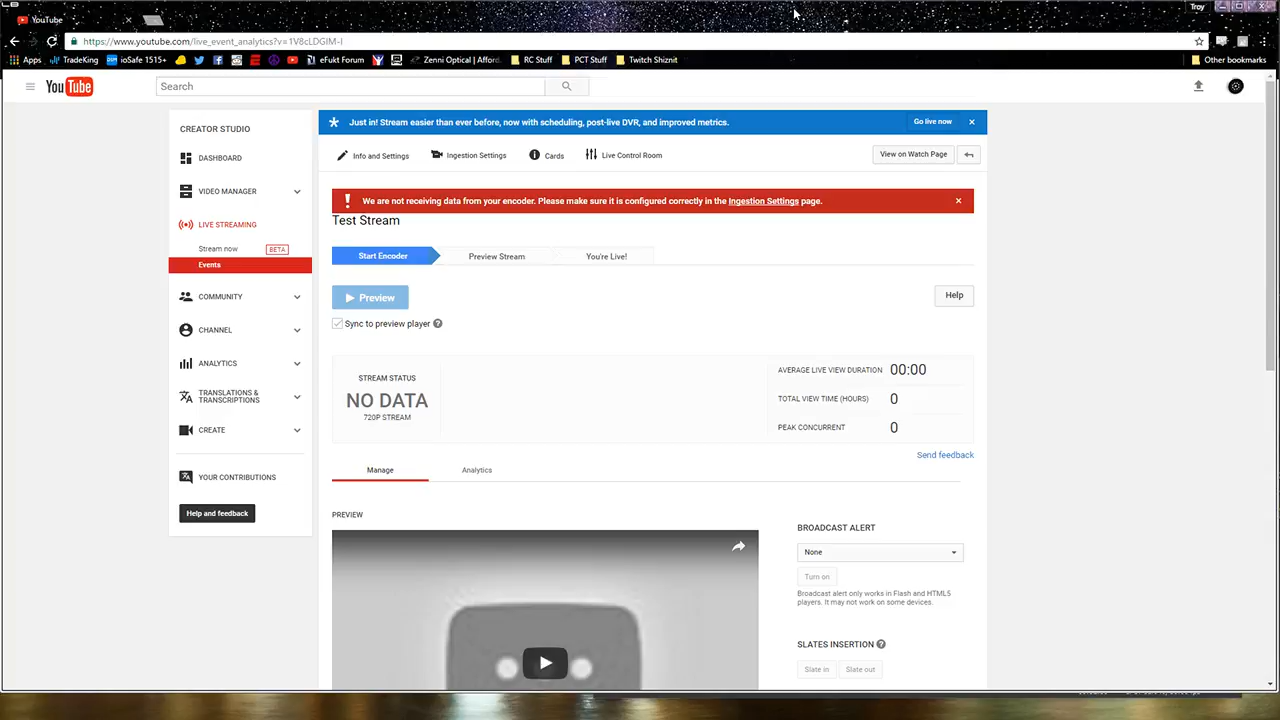 Troy
YouTube
https://www.youtube.com/live_event_analytics?v=1V8cLDGIM-I
Apps TradeKing ioSafe 1515+ eFukt Forum Zenni Optical | Afford. RC Stuff PCT Stuff Twitch Shiznit Other bookmarks
YouTube Search
CREATOR STUDIO
DASHBOARD
VIDEO MANAGER
LIVE STREAMING
Stream now BETA
Events
COMMUNITY
CHANNEL
ANALYTICS
TRANSLATIONS &
TRANSCRIPTIONS
CREATE
YOUR CONTRIBUTIONS
Help and feedback
Just in! Stream easier than ever before, now with scheduling, post-live DVR, and improved metrics. Go live now
Info and Settings Ingestion Settings Cards Live Control Room View on Watch Page
We are not receiving data from your encoder. Please make sure it is configured correctly in the Ingestion Settings page.
Test Stream
Start Encoder Preview Stream You're Live!
Preview Help
Sync to preview player
STREAM STATUS
NO DATA
720P STREAM
AVERAGE LIVE VIEW DURATION 00:00
TOTAL VIEW TIME (HOURS) 0
PEAK CONCURRENT 0
Send feedback
Manage Analytics
PREVIEW
BROADCAST ALERT
None
Turn on
Broadcast alert only works in Flash and HTML5
players. It may not work on some devices.
SLATES INSERTION
Slate in Slate out